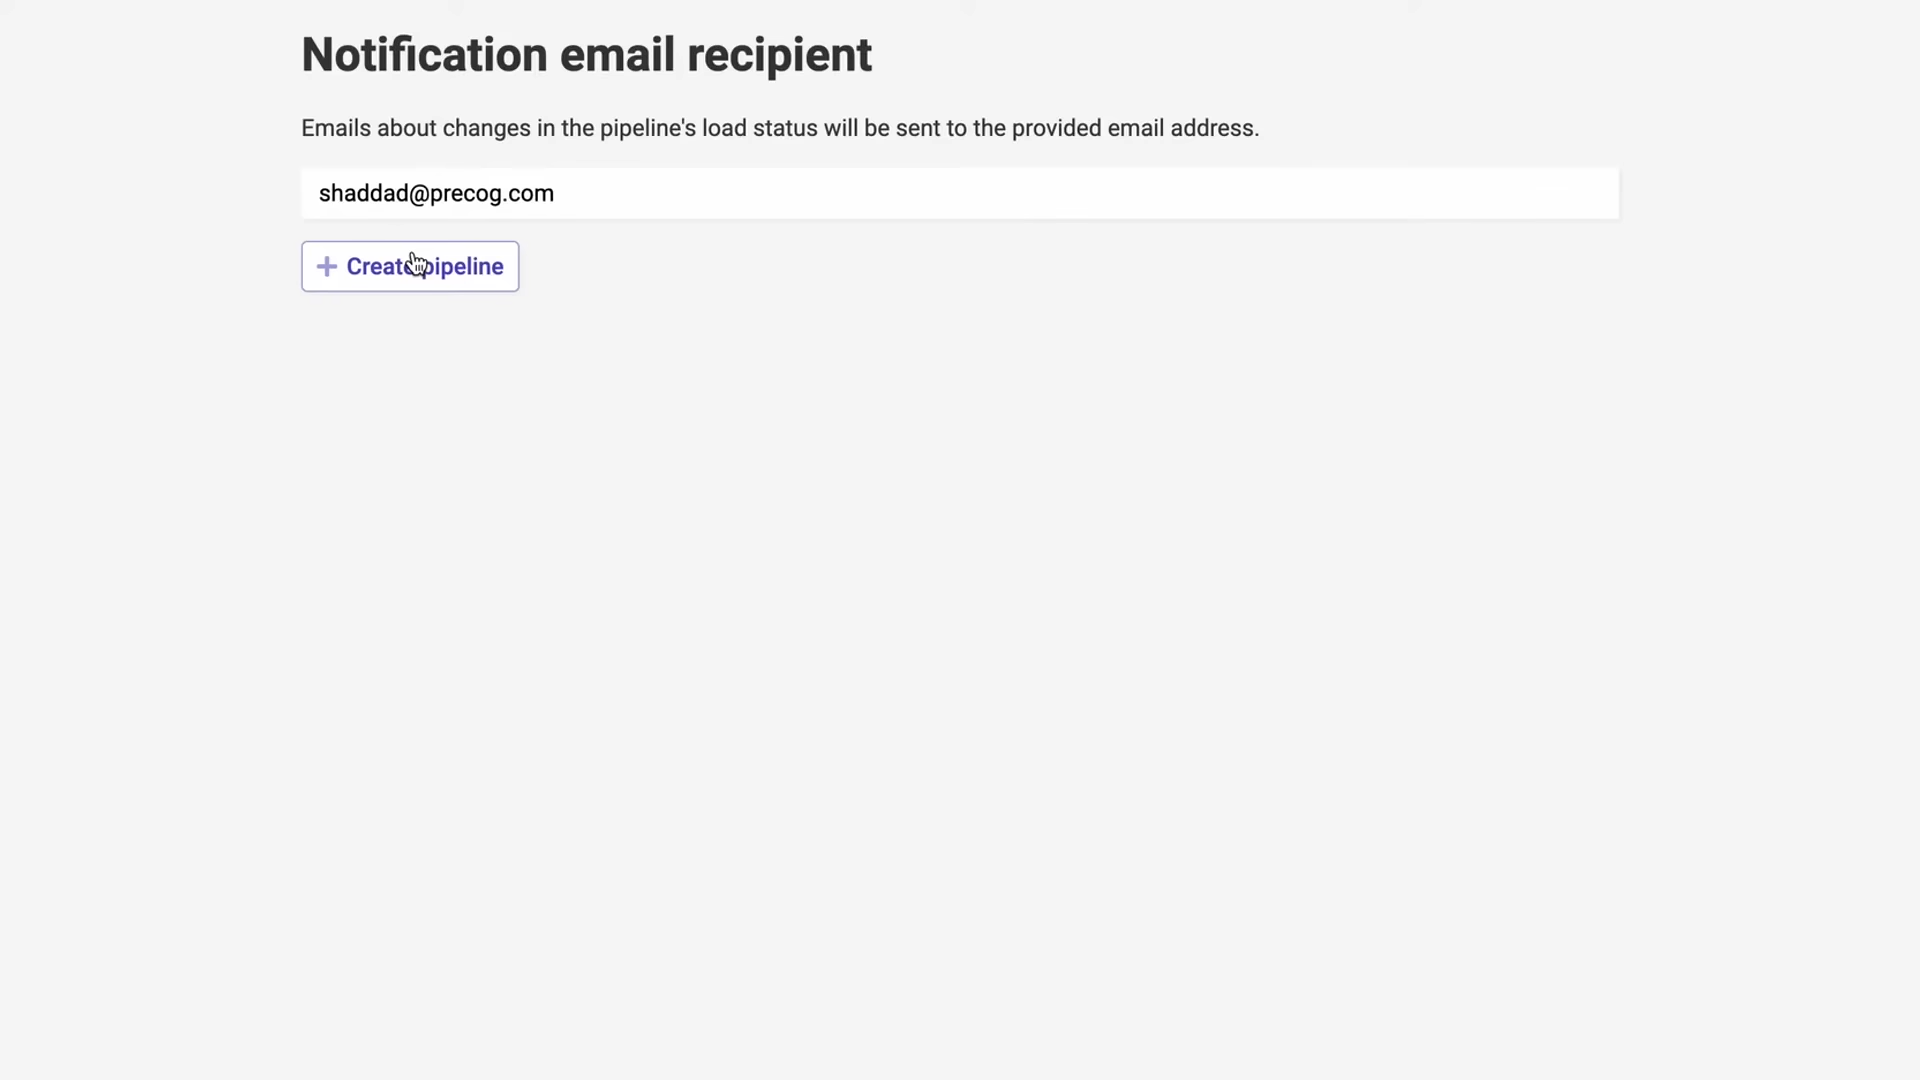 Notification email recipient
Emails about changes in the pipeline's load status will be sent to the provided email address.
shaddad@precog.com
Create pipeline